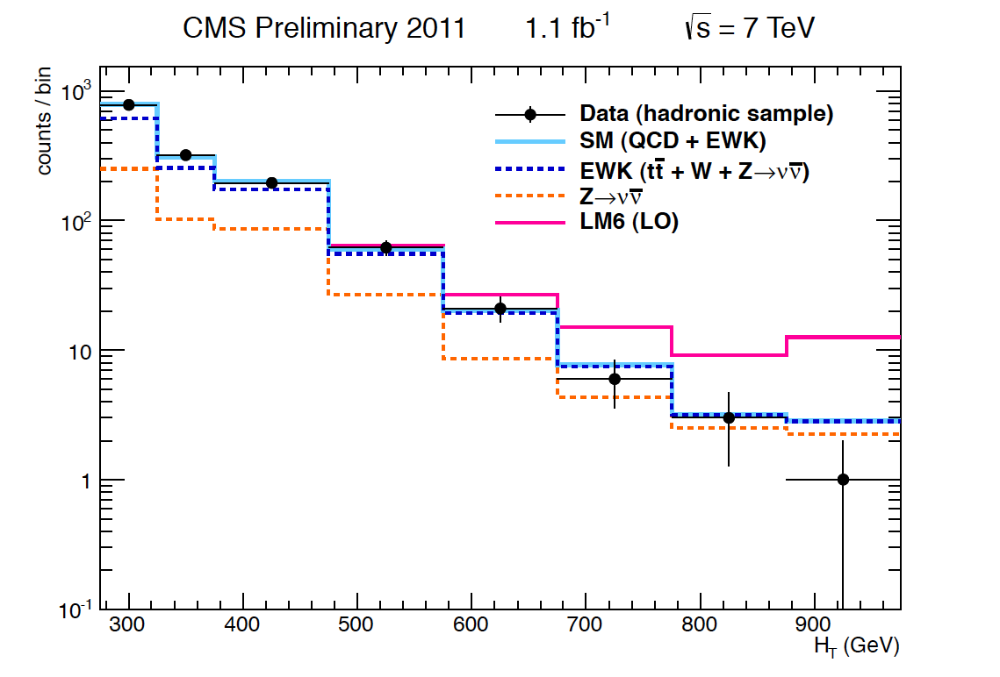 CMS Preliminary 2011 1.1 fb⁻¹ √s = 7 TeV
counts / bin
10³
10²
10
1
10⁻¹
Data (hadronic sample)
SM (QCD + EWK)
EWK (tt̅ + W + Z→νν̅)
Z→νν̅
LM6 (LO)
300 400 500 600 700 800 900
H_T (GeV)